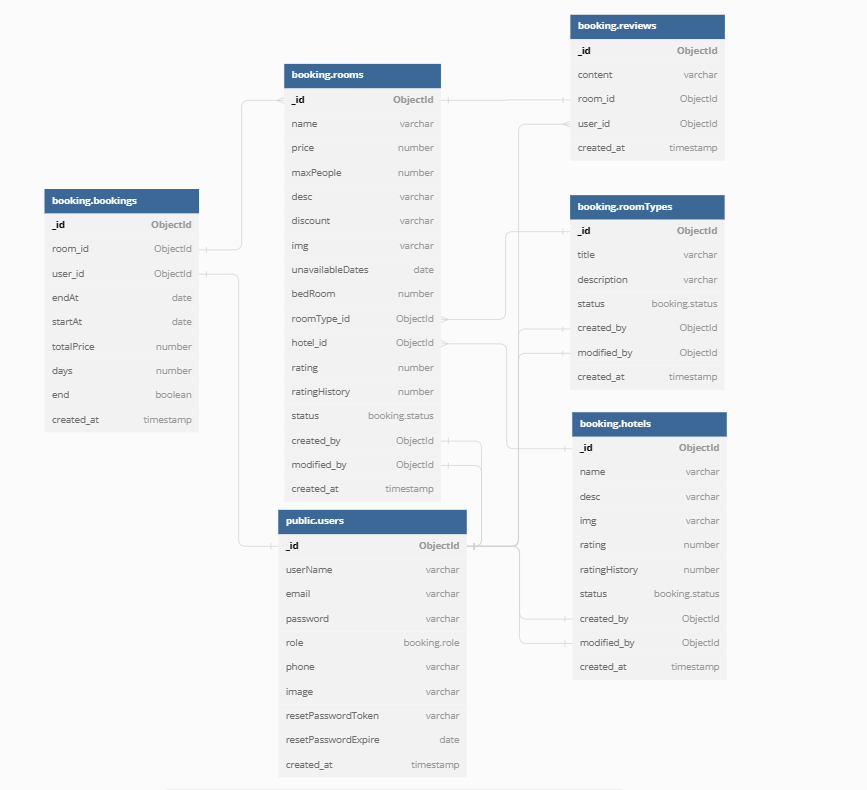 booking.reviews
_id ObjectId
content varchar
room_id ObjectId
user_id ObjectId
created_at timestamp
booking.rooms
_id ObjectId
name varchar
price number
maxPeople number
desc varchar
discount varchar
img varchar
unavailableDates date
bedRoom number
roomType_id ObjectId
hotel_id ObjectId
rating number
ratingHistory number
status booking.status
created_by ObjectId
modified_by ObjectId
created_at timestamp
booking.bookings
_id ObjectId
room_id ObjectId
user_id ObjectId
endAt date
startAt date
totalPrice number
days number
end boolean
created_at timestamp
booking.roomTypes
_id ObjectId
title varchar
description varchar
status booking.status
created_by ObjectId
modified_by ObjectId
created_at timestamp
booking.hotels
_id ObjectId
name varchar
desc varchar
img varchar
rating number
ratingHistory number
status booking.status
created_by ObjectId
modified_by ObjectId
created_at timestamp
public.users
_id ObjectId
userName varchar
email varchar
password varchar
role booking.role
phone varchar
image varchar
resetPasswordToken varchar
resetPasswordExpire date
created_at timestamp